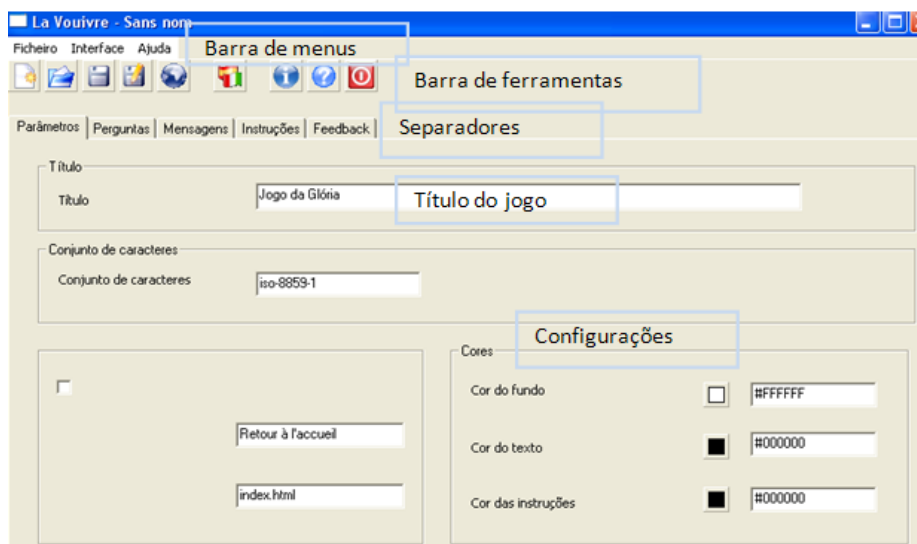 La Vouivre - Sans nom
Ficheiro Interface Ajuda
Barra de menus
Barra de ferramentas
Parâmetros Perguntas Mensagens Instruções Feedback
Separadores
Título
Título
Jogo da Glória
Título do jogo
Conjunto de caracteres
Conjunto de caracteres
iso-8859-1
Configurações
Cores
Cor do fundo
#FFFFFF
Retour à l'accueil
Cor do texto
#000000
index.html
Cor das instruções
#000000